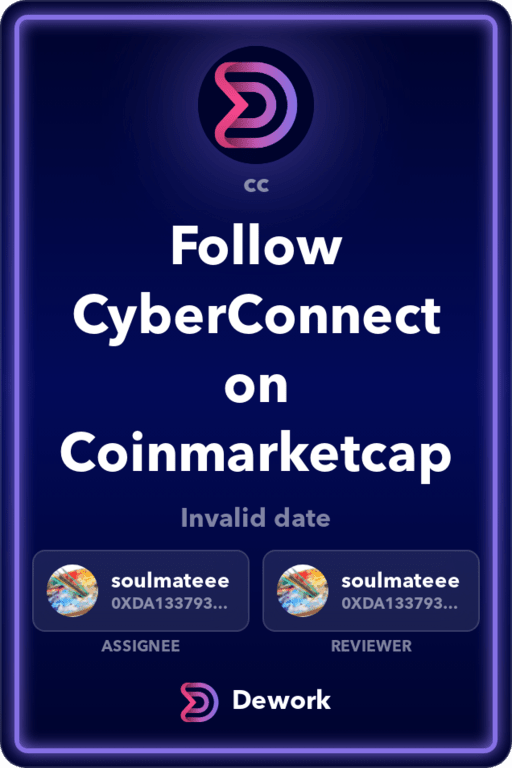 cc
Follow
CyberConnect
on
Coinmarketcap
Invalid date
soulmateee
0XDA133793...
ASSIGNEE
soulmateee
0XDA133793...
REVIEWER
Dework